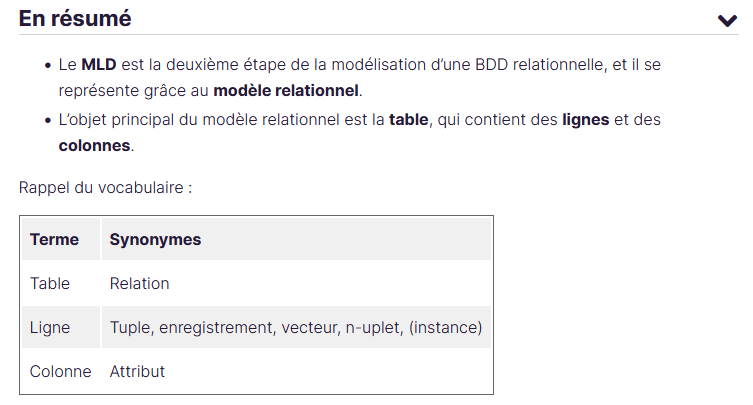 En résumé
• Le MLD est la deuxième étape de la modélisation d’une BDD relationnelle, et il se
représente grâce au modèle relationnel.
• L’objet principal du modèle relationnel est la table, qui contient des lignes et des
colonnes.
Rappel du vocabulaire :
Terme Synonymes
Table Relation
Ligne Tuple, enregistrement, vecteur, n-uplet, (instance)
Colonne Attribut